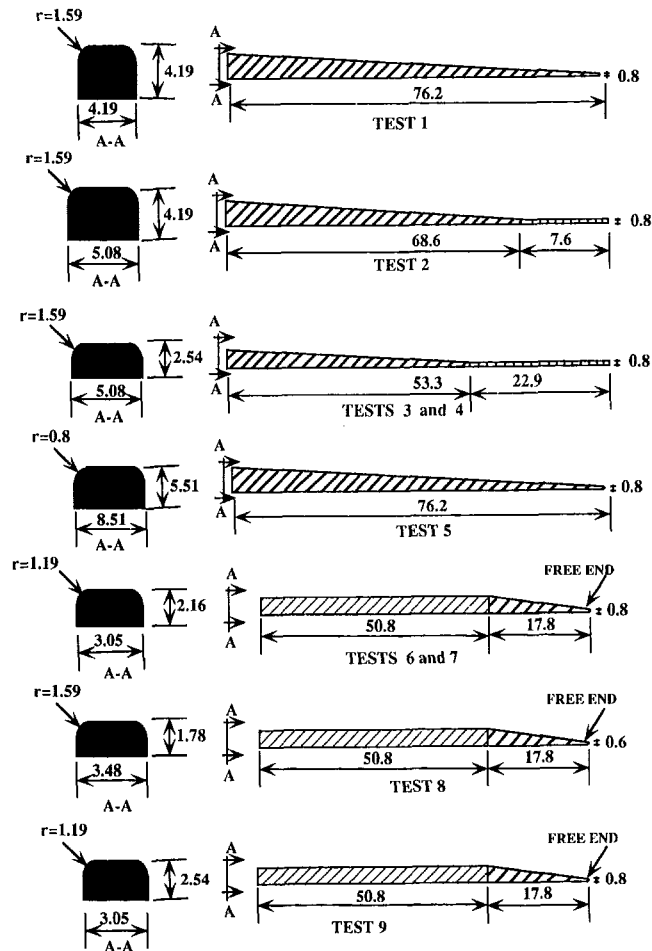 r=1.59
4.19
4.19
A-A
A
A
76.2
0.8
TEST 1
r=1.59
4.19
5.08
A-A
A
A
68.6
7.6
0.8
TEST 2
r=1.59
2.54
5.08
A-A
A
A
53.3
22.9
0.8
TESTS 3 and 4
r=0.8
5.51
8.51
A-A
A
A
76.2
0.8
TEST 5
r=1.19
2.16
3.05
A-A
A
A
FREE END
50.8
17.8
0.8
TESTS 6 and 7
r=1.59
1.78
3.48
A-A
A
A
FREE END
50.8
17.8
0.6
TEST 8
r=1.19
2.54
3.05
A-A
A
A
FREE END
50.8
17.8
0.8
TEST 9